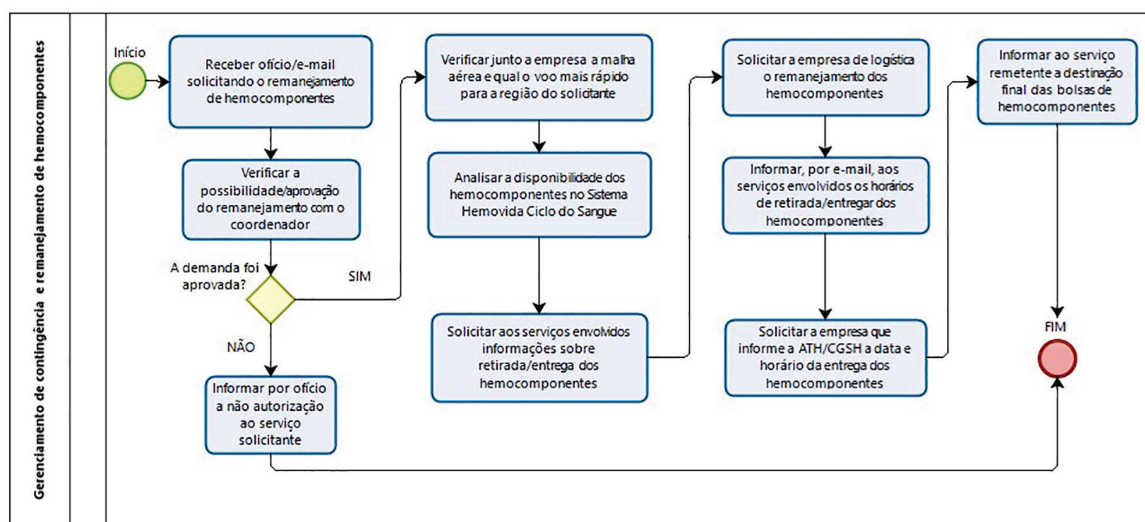 Gerenciamento de contingência e remanejamento de hemocomponentes
Início
Receber ofício/e-mail
solicitando o remanejamento
de hemocomponentes
Verificar a
possibilidade/aprovação
do remanejamento com o
coordenador
A demanda foi
aprovada?
SIM
NÃO
Informar por ofício
a não autorização
ao serviço
solicitante
Verificar junto a empresa a malha
aérea e qual o voo mais rápido
para a região do solicitante
Analisar a disponibilidade dos
hemocomponentes no Sistema
Hemovida Ciclo do Sangue
Solicitar aos serviços envolvidos
informações sobre
retirada/entrega dos
hemocomponentes
Solicitar a empresa de logística
o remanejamento dos
hemocomponentes
Informar, por e-mail, aos
serviços envolvidos os horários
de retirada/entregar dos
hemocomponentes
Solicitar a empresa que
informe a ATH/CGSH a data e
horário da entrega dos
hemocomponentes
Informar ao serviço
remetente a destinação
final das bolsas de
hemocomponentes
FIM